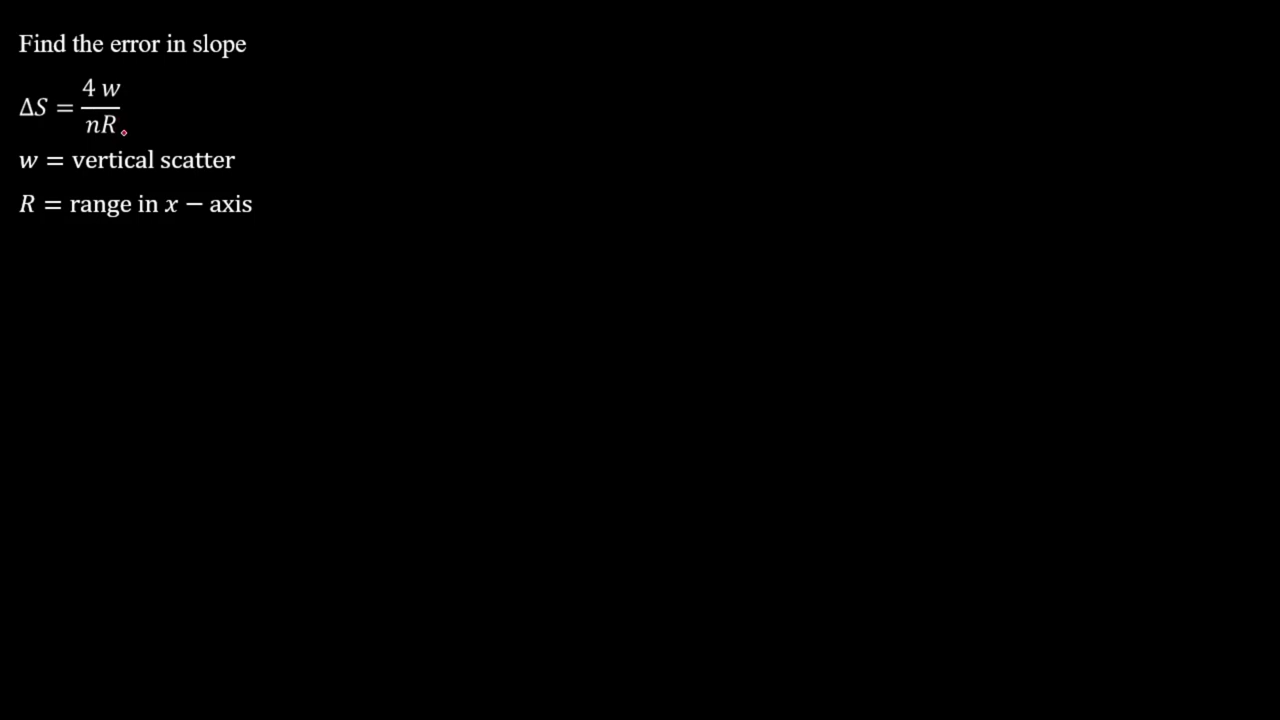 Find the error in slope
ΔS = 4 w / nR
w = vertical scatter
R = range in x − axis